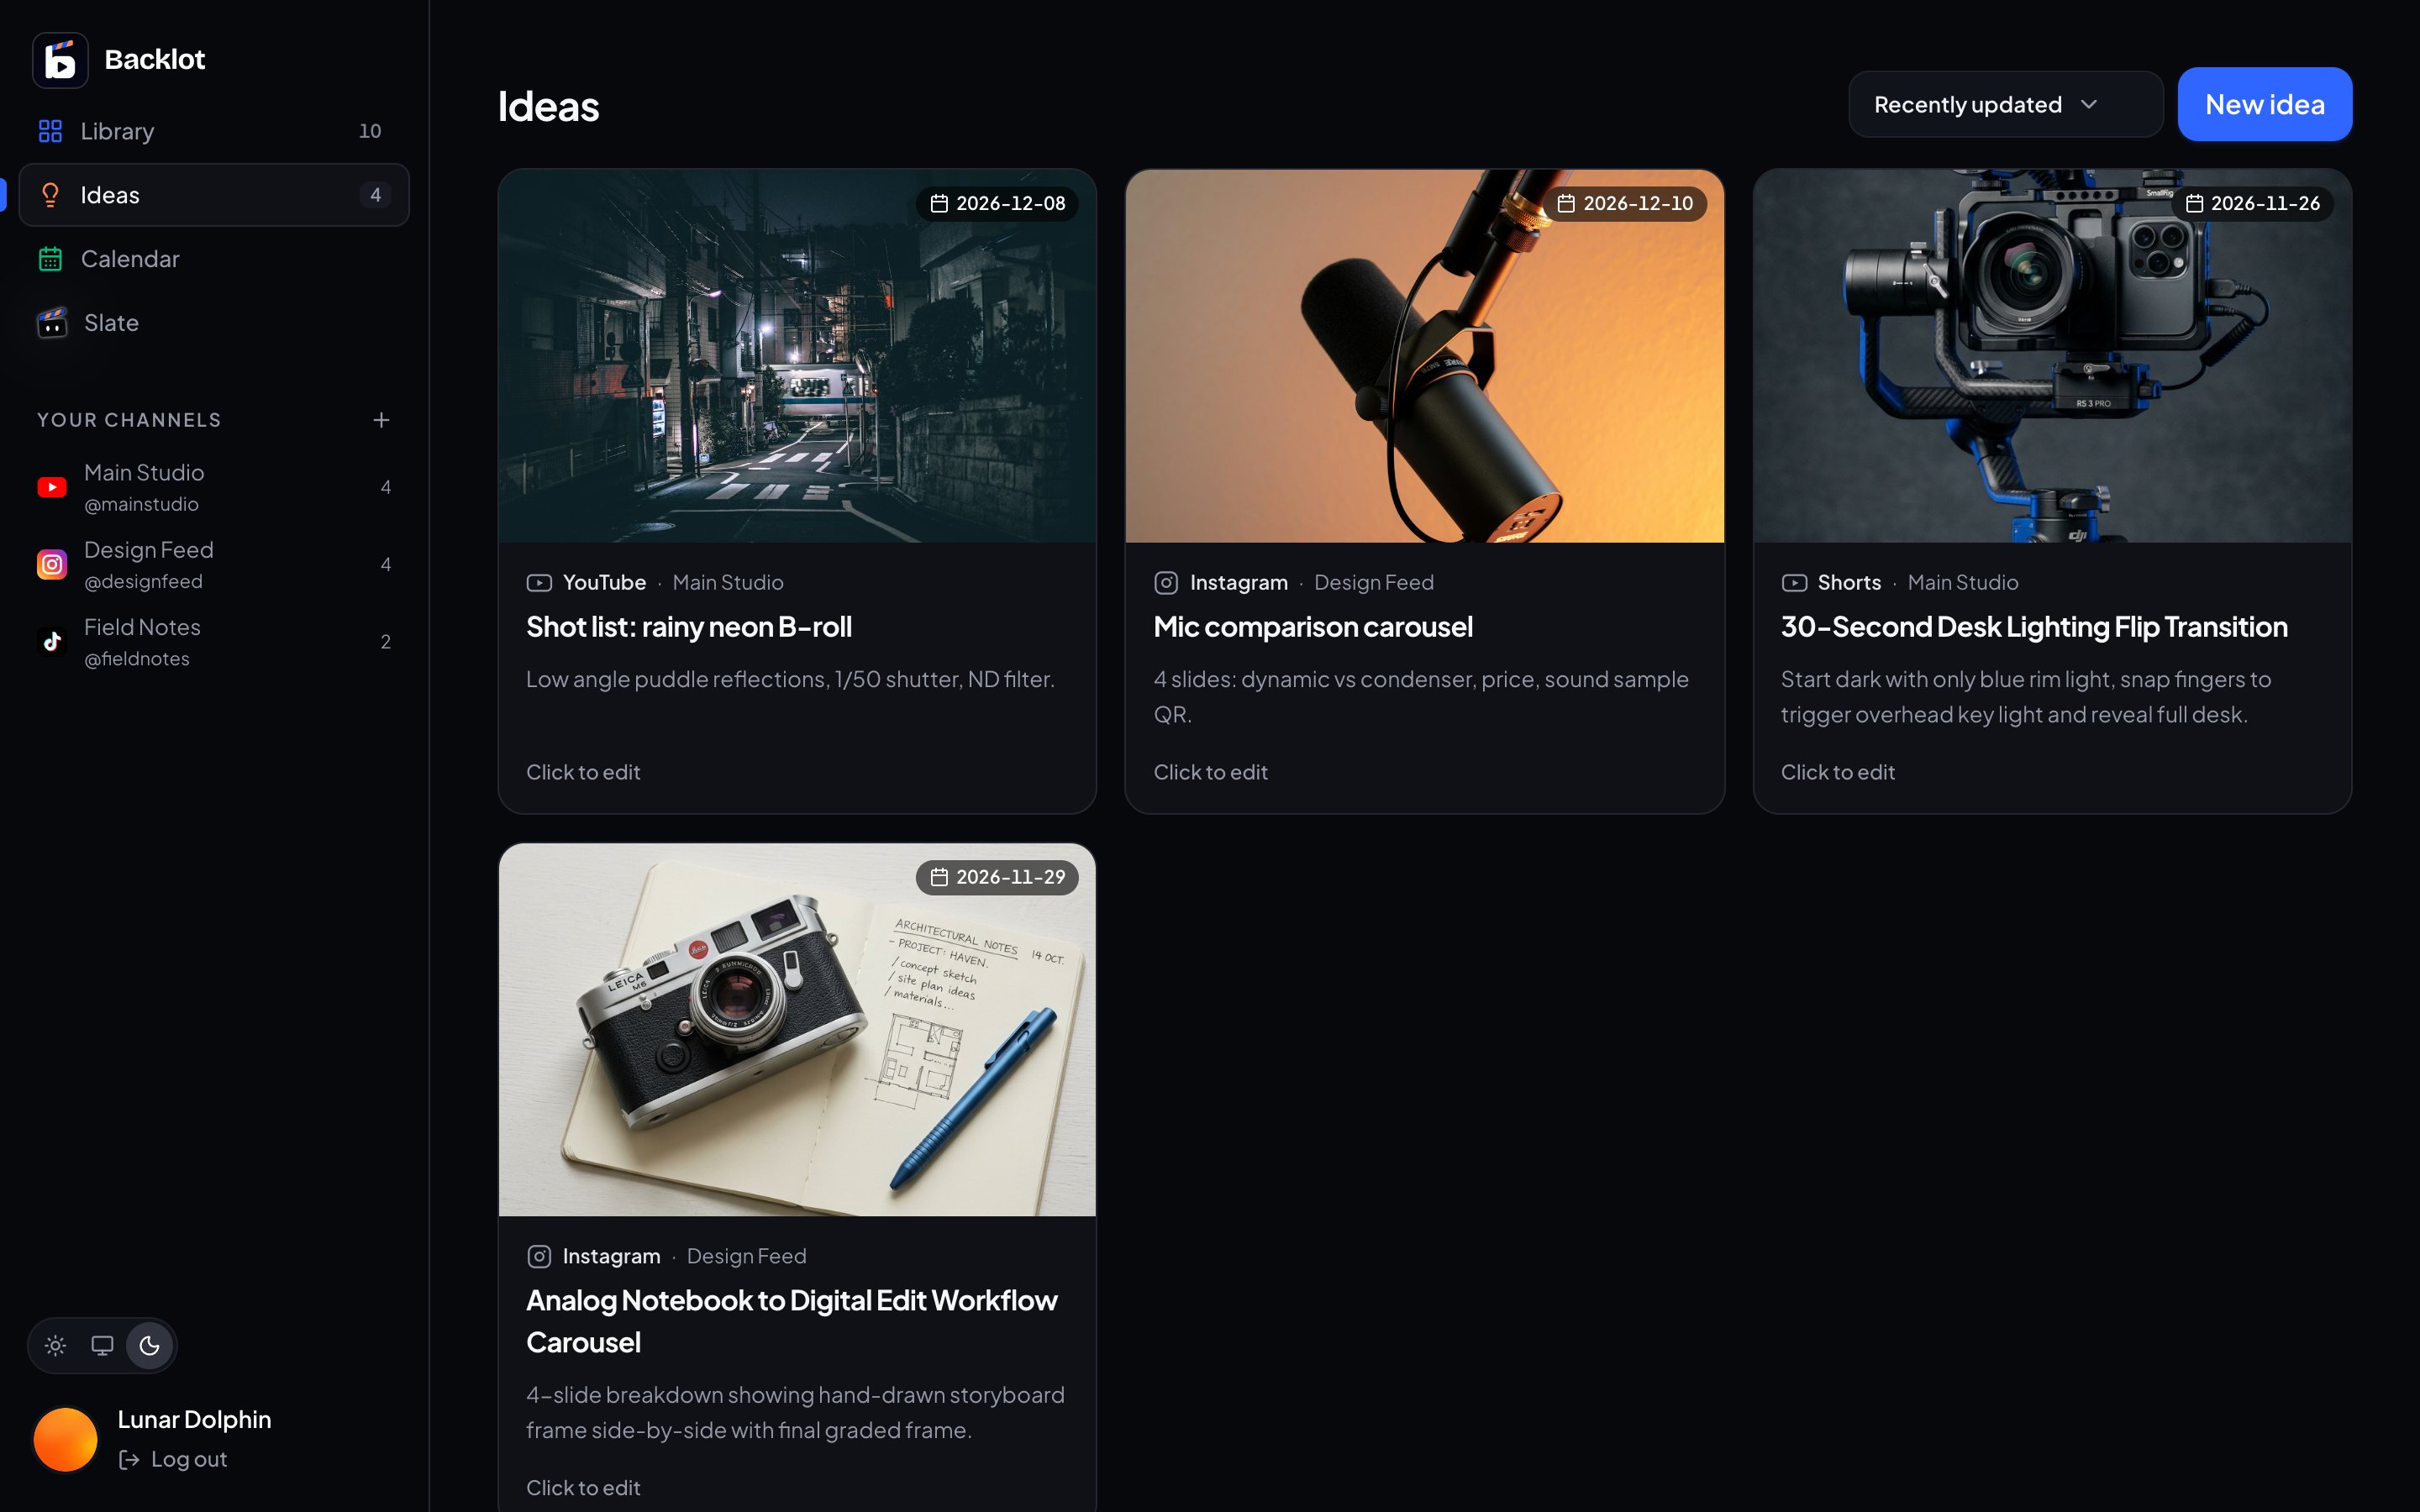 Backlot
Library 10
Ideas 4
Calendar
Slate
YOUR CHANNELS
Main Studio
@mainstudio
4
Design Feed
@designfeed
4
Field Notes
@fieldnotes
2
Lunar Dolphin
Log out
Ideas
Recently updated
New idea
2026-12-08
YouTube · Main Studio
Shot list: rainy neon B-roll
Low angle puddle reflections, 1/50 shutter, ND filter.
Click to edit
2026-12-10
Instagram · Design Feed
Mic comparison carousel
4 slides: dynamic vs condenser, price, sound sample
QR.
Click to edit
SmallRig
2026-11-26
RS 3 PRO
dji
Shorts · Main Studio
30-Second Desk Lighting Flip Transition
Start dark with only blue rim light, snap fingers to
trigger overhead key light and reveal full desk.
Click to edit
2026-11-29
LEICA
M6
ARCHITECTURAL NOTES 14 OCT.
- PROJECT: HAVEN.
/ concept sketch
/ site plan ideas
/ materials...
Instagram · Design Feed
Analog Notebook to Digital Edit Workflow
Carousel
4-slide breakdown showing hand-drawn storyboard
frame side-by-side with final graded frame.
Click to edit